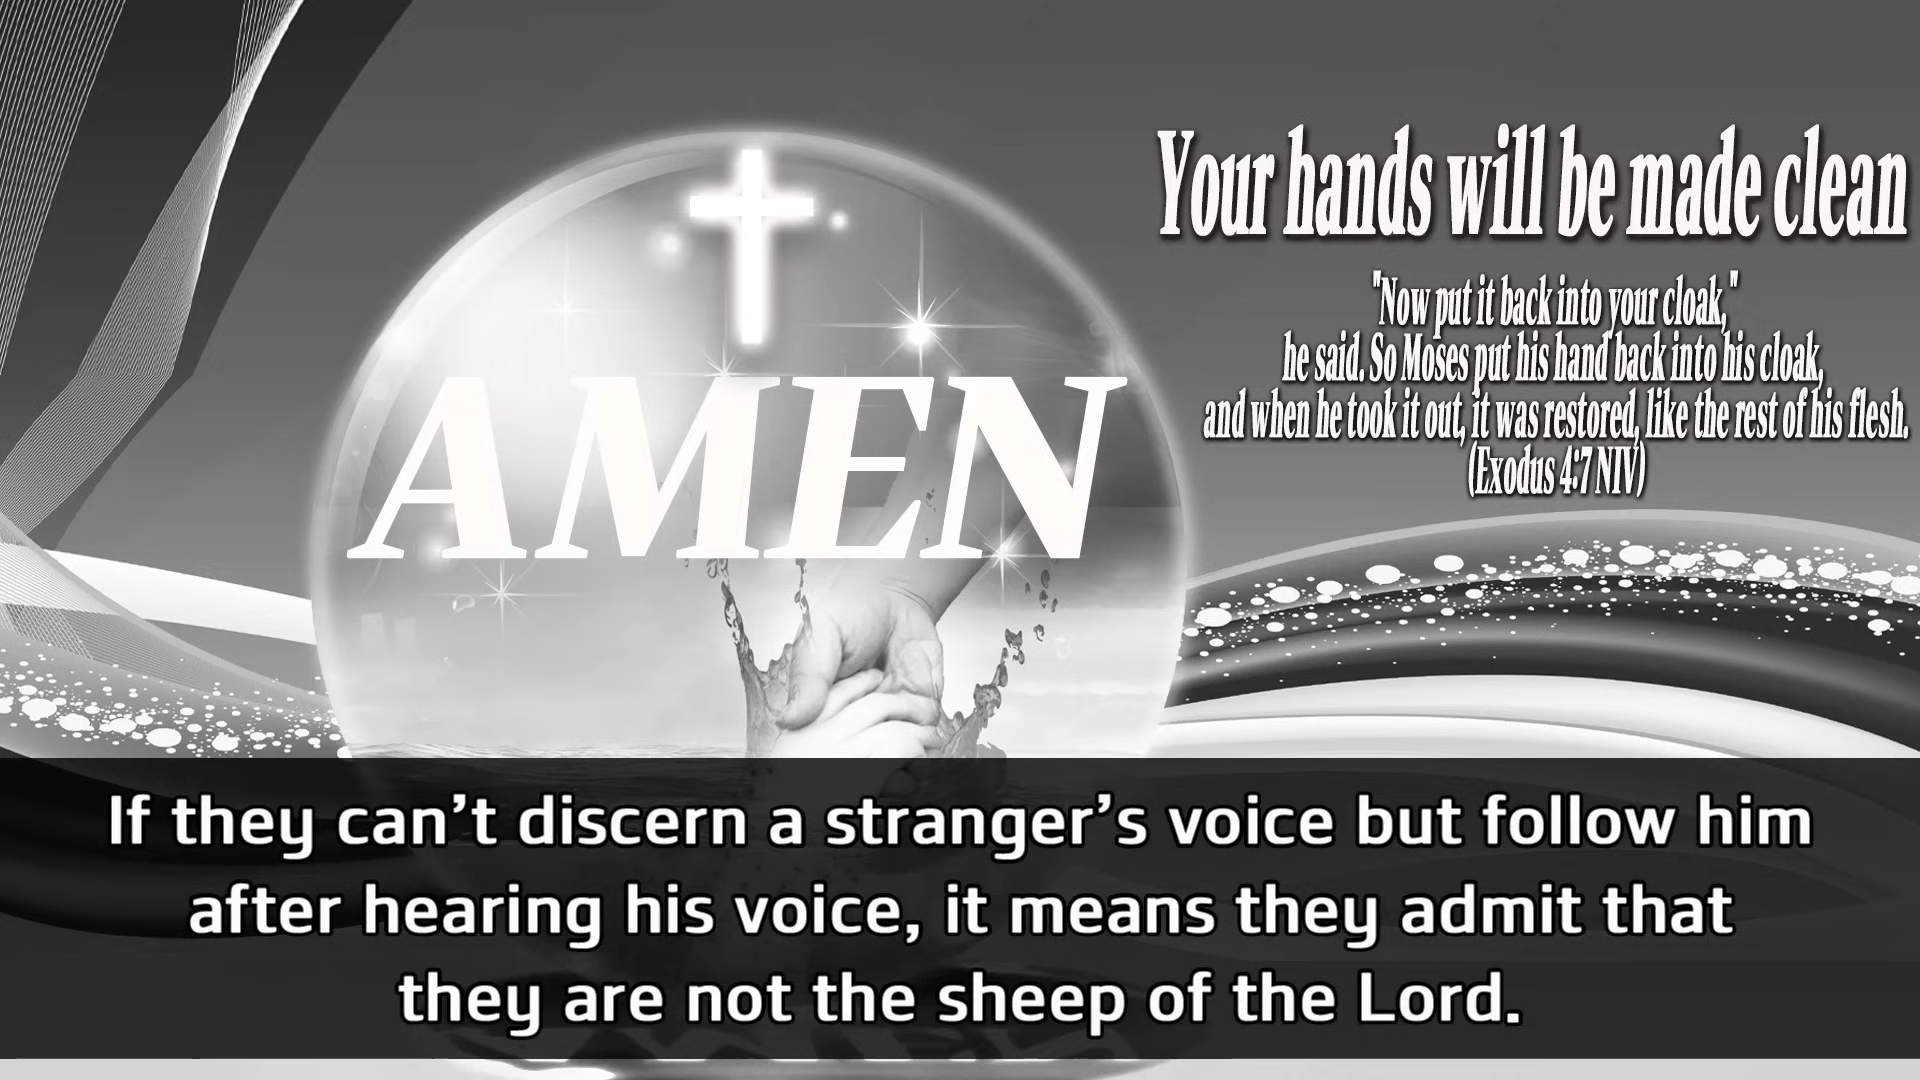 AMEN
Your hands will be made clean
"Now put it back into your cloak,"
he said. So Moses put his hand back into his cloak,
and when he took it out, it was restored, like the rest of his flesh.
(Exodus 4:7 NIV)
If they can’t discern a stranger’s voice but follow him
after hearing his voice, it means they admit that
they are not the sheep of the Lord.